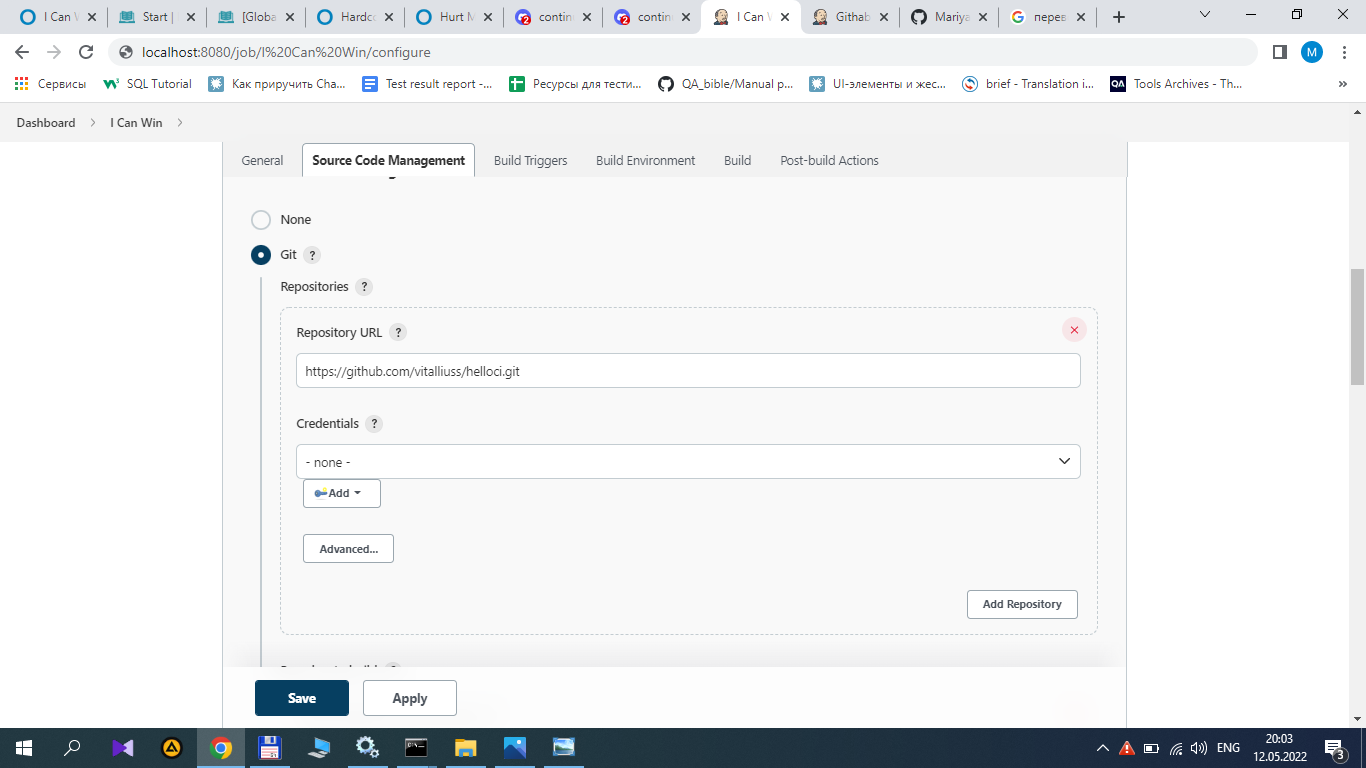 I Can W
Start |
[Globa
Hardco
Hurt M
contin
contin
I Can W
Githab
Mariya
перев
localhost:8080/job/I%20Can%20Win/configure
M
Сервисы
SQL Tutorial
Как приручить Cha...
Test result report -...
Ресурсы для тести...
QA_bible/Manual p...
UI-элементы и жес...
brief - Translation i...
QA
Tools Archives - Th...
»
Dashboard
I Can Win
General
Source Code Management
Build Triggers
Build Environment
Build
Post-build Actions
None
Git ?
Repositories ?
Repository URL ?
https://github.com/vitalliuss/helloci.git
Credentials ?
- none -
Add
Advanced...
Add Repository
Save
Apply
ENG
20:03
12.05.2022
3